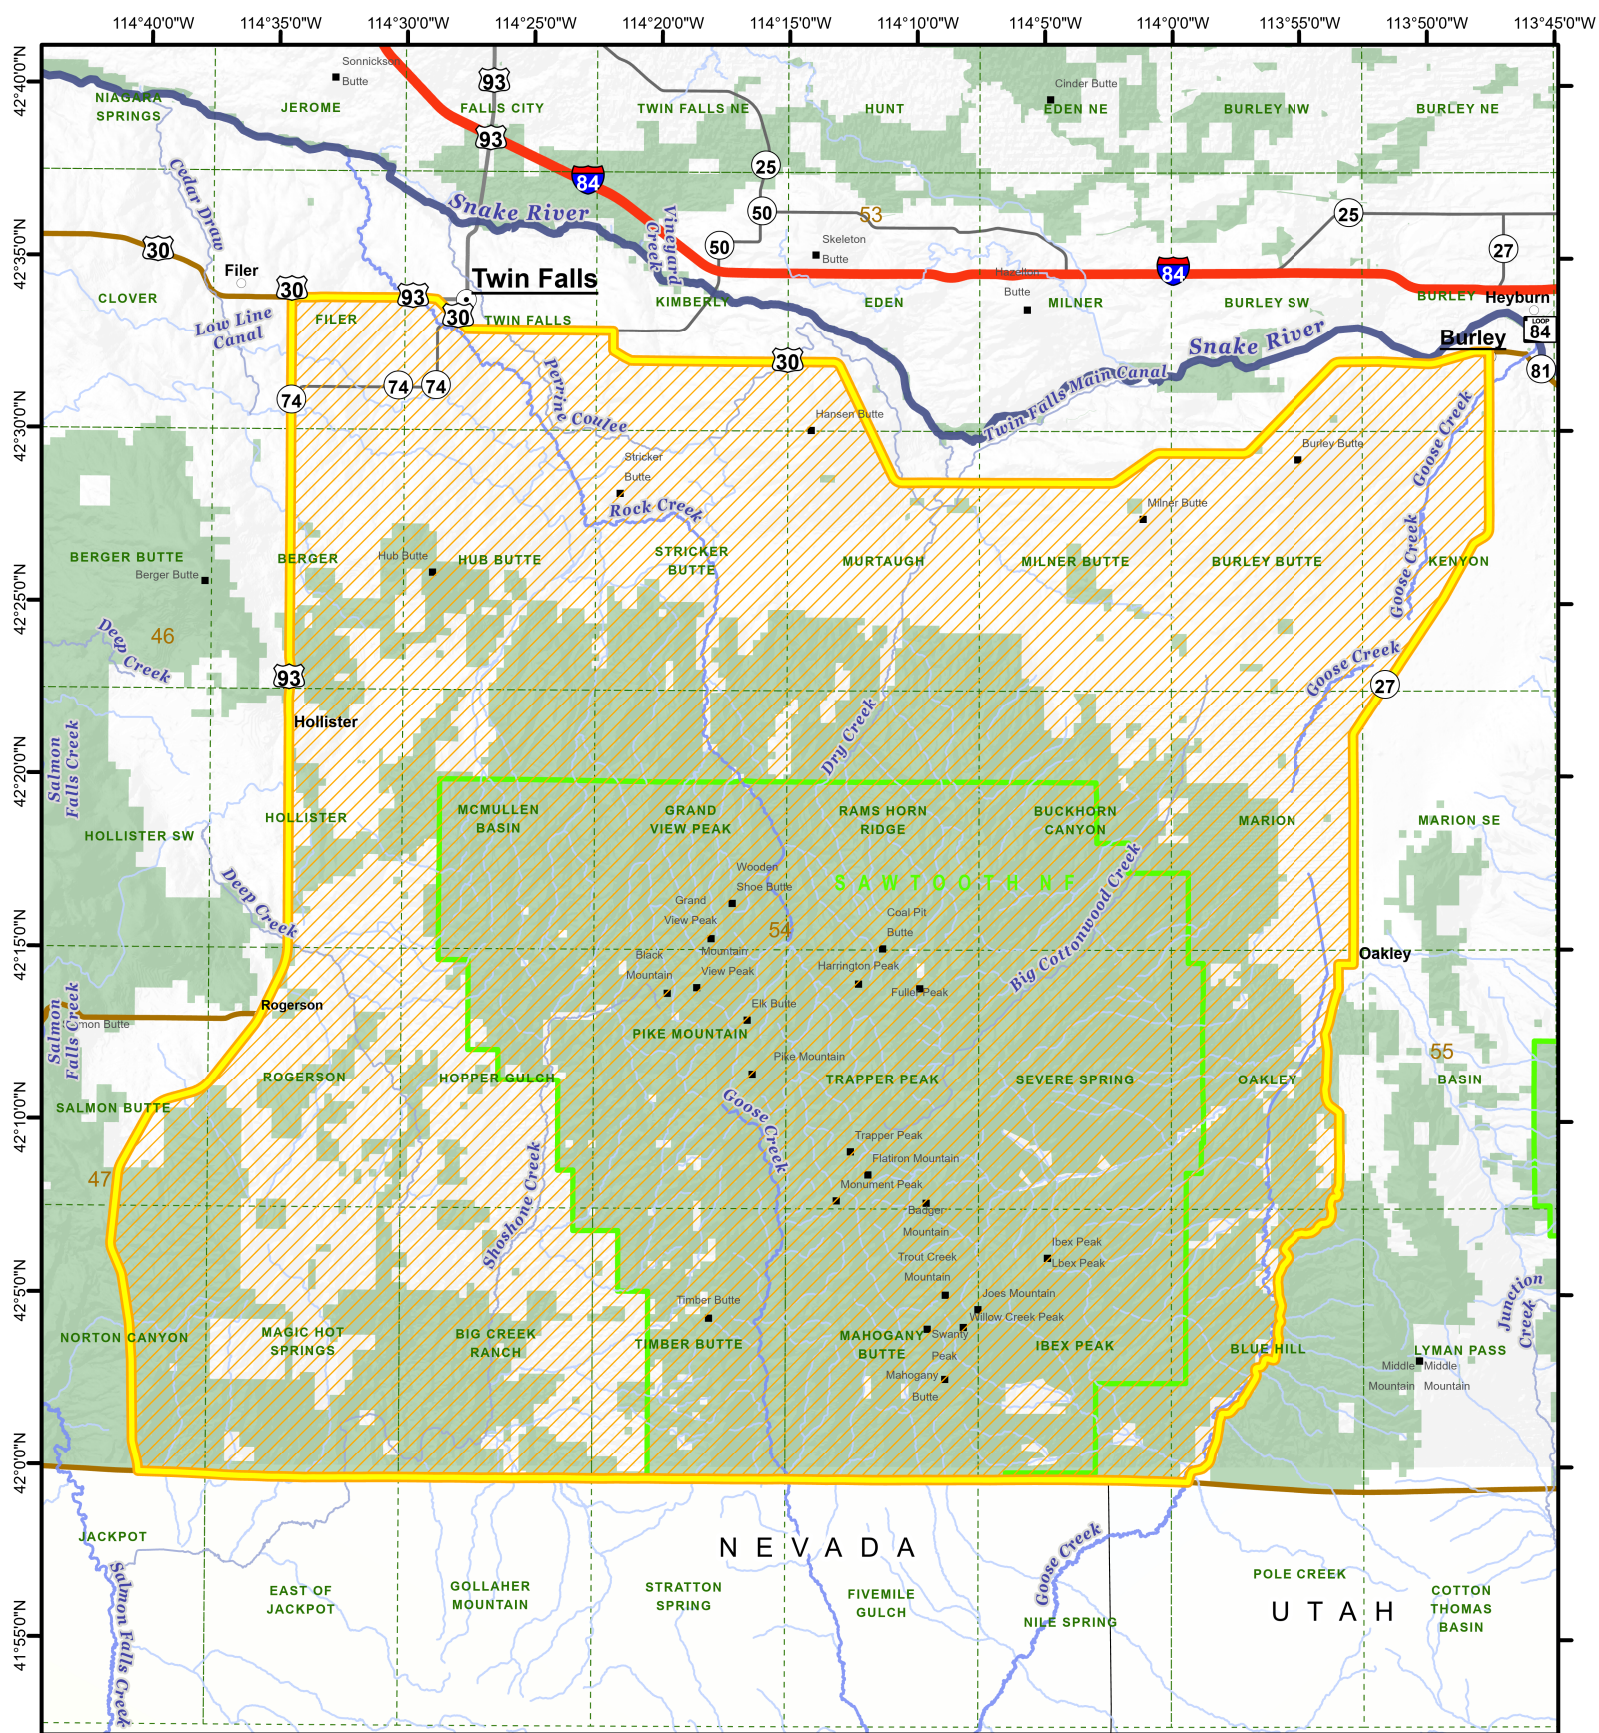 114°40'0"W
114°35'0"W
114°30'0"W
114°25'0"W
114°20'0"W
114°15'0"W
114°10'0"W
114°5'0"W
114°0'0"W
113°55'0"W
113°50'0"W
113°45'0"W
42°40'0"N
42°35'0"N
42°30'0"N
42°25'0"N
42°20'0"N
42°15'0"N
42°10'0"N
42°5'0"N
42°0'0"N
41°55'0"N
Sonnickson
Butte
93
Cinder Butte
NIAGARA
SPRINGS
JEROME
FALLS CITY
TWIN FALLS NE
HUNT
EDEN NE
BURLEY NW
BURLEY NE
93
25
84
Cedar Draw
Snake River
Vineyard
Creek
50
53
25
30
50
Skeleton
Butte
27
Filer
Twin Falls
84
Hazelton
Butte
30
93
CLOVER
KIMBERLY
EDEN
MILNER
BURLEY SW
BURLEY
Heyburn
Low Line
Canal
FILER
30
TWIN FALLS
LOOP
84
Snake River
Burley
30
81
Perrine Coulee
Twin Falls Main Canal
74
74
74
Hansen Butte
Goose Creek
Stricker
Butte
Burley Butte
Rock Creek
Milner Butte
Goose Creek
BERGER BUTTE
BERGER
Hub Butte
HUB BUTTE
STRICKER
BUTTE
MURTAUGH
MILNER BUTTE
BURLEY BUTTE
KENYON
Berger Butte
46
Deep Creek
93
Goose Creek
27
Hollister
Dry Creek
Salmon
Falls Creek
HOLLISTER SW
HOLLISTER
MCMULLEN
BASIN
GRAND
VIEW PEAK
RAMS HORN
RIDGE
BUCKHORN
CANYON
MARION
MARION SE
Wooden
Shoe Butte
SAWTOOTH NF
Deep Creek
Big Cottonwood Creek
Grand
View Peak
Coal Pit
Butte
54
Black
Mountain
Mountain
View Peak
Harrington Peak
Fuller Peak
Oakley
Rogerson
Elk Butte
Salmon
Falls Creek
PIKE MOUNTAIN
Pike Mountain
55
ROGERSON
HOPPER GULCH
TRAPPER PEAK
SEVERE SPRING
OAKLEY
BASIN
SALMON BUTTE
Goose Creek
Trapper Peak
Flatiron Mountain
47
Monument Peak
Shoshone Creek
Badger
Mountain
Ibex Peak
Lbex Peak
Trout Creek
Mountain
Joes Mountain
Junction
Creek
Timber Butte
Willow Creek Peak
NORTON CANYON
MAGIC HOT
SPRINGS
BIG CREEK
RANCH
TIMBER BUTTE
MAHOGANY
BUTTE
Swanty
Peak
IBEX PEAK
BLUE HILL
LYMAN PASS
Middle
Mountain
Middle
Mountain
Mahogany
Butte
JACKPOT
NEVADA
Goose Creek
Salmon Falls Creek
EAST OF
JACKPOT
GOLLAHER
MOUNTAIN
STRATTON
SPRING
FIVEMILE
GULCH
NILE SPRING
POLE CREEK
UTAH
COTTON
THOMAS
BASIN